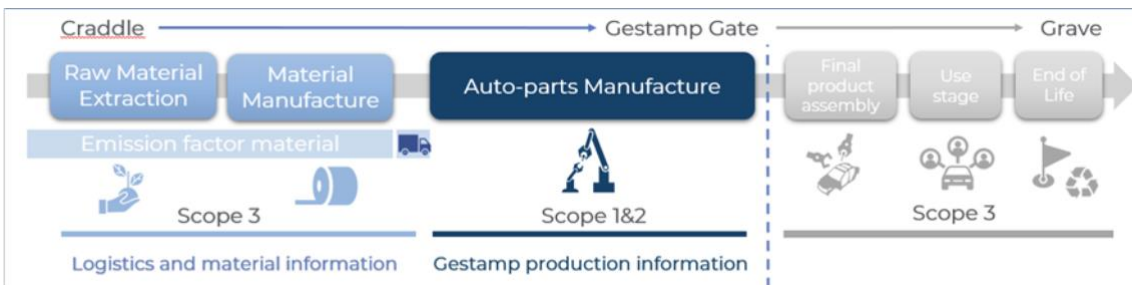 Craddle Gestamp Gate Grave
Raw Material
Extraction
Material
Manufacture
Auto-parts Manufacture
Final
product
assembly
Use
stage
End of
Life
Emission factor material
Scope 3
Scope 1&2
Scope 3
Logistics and material information
Gestamp production information